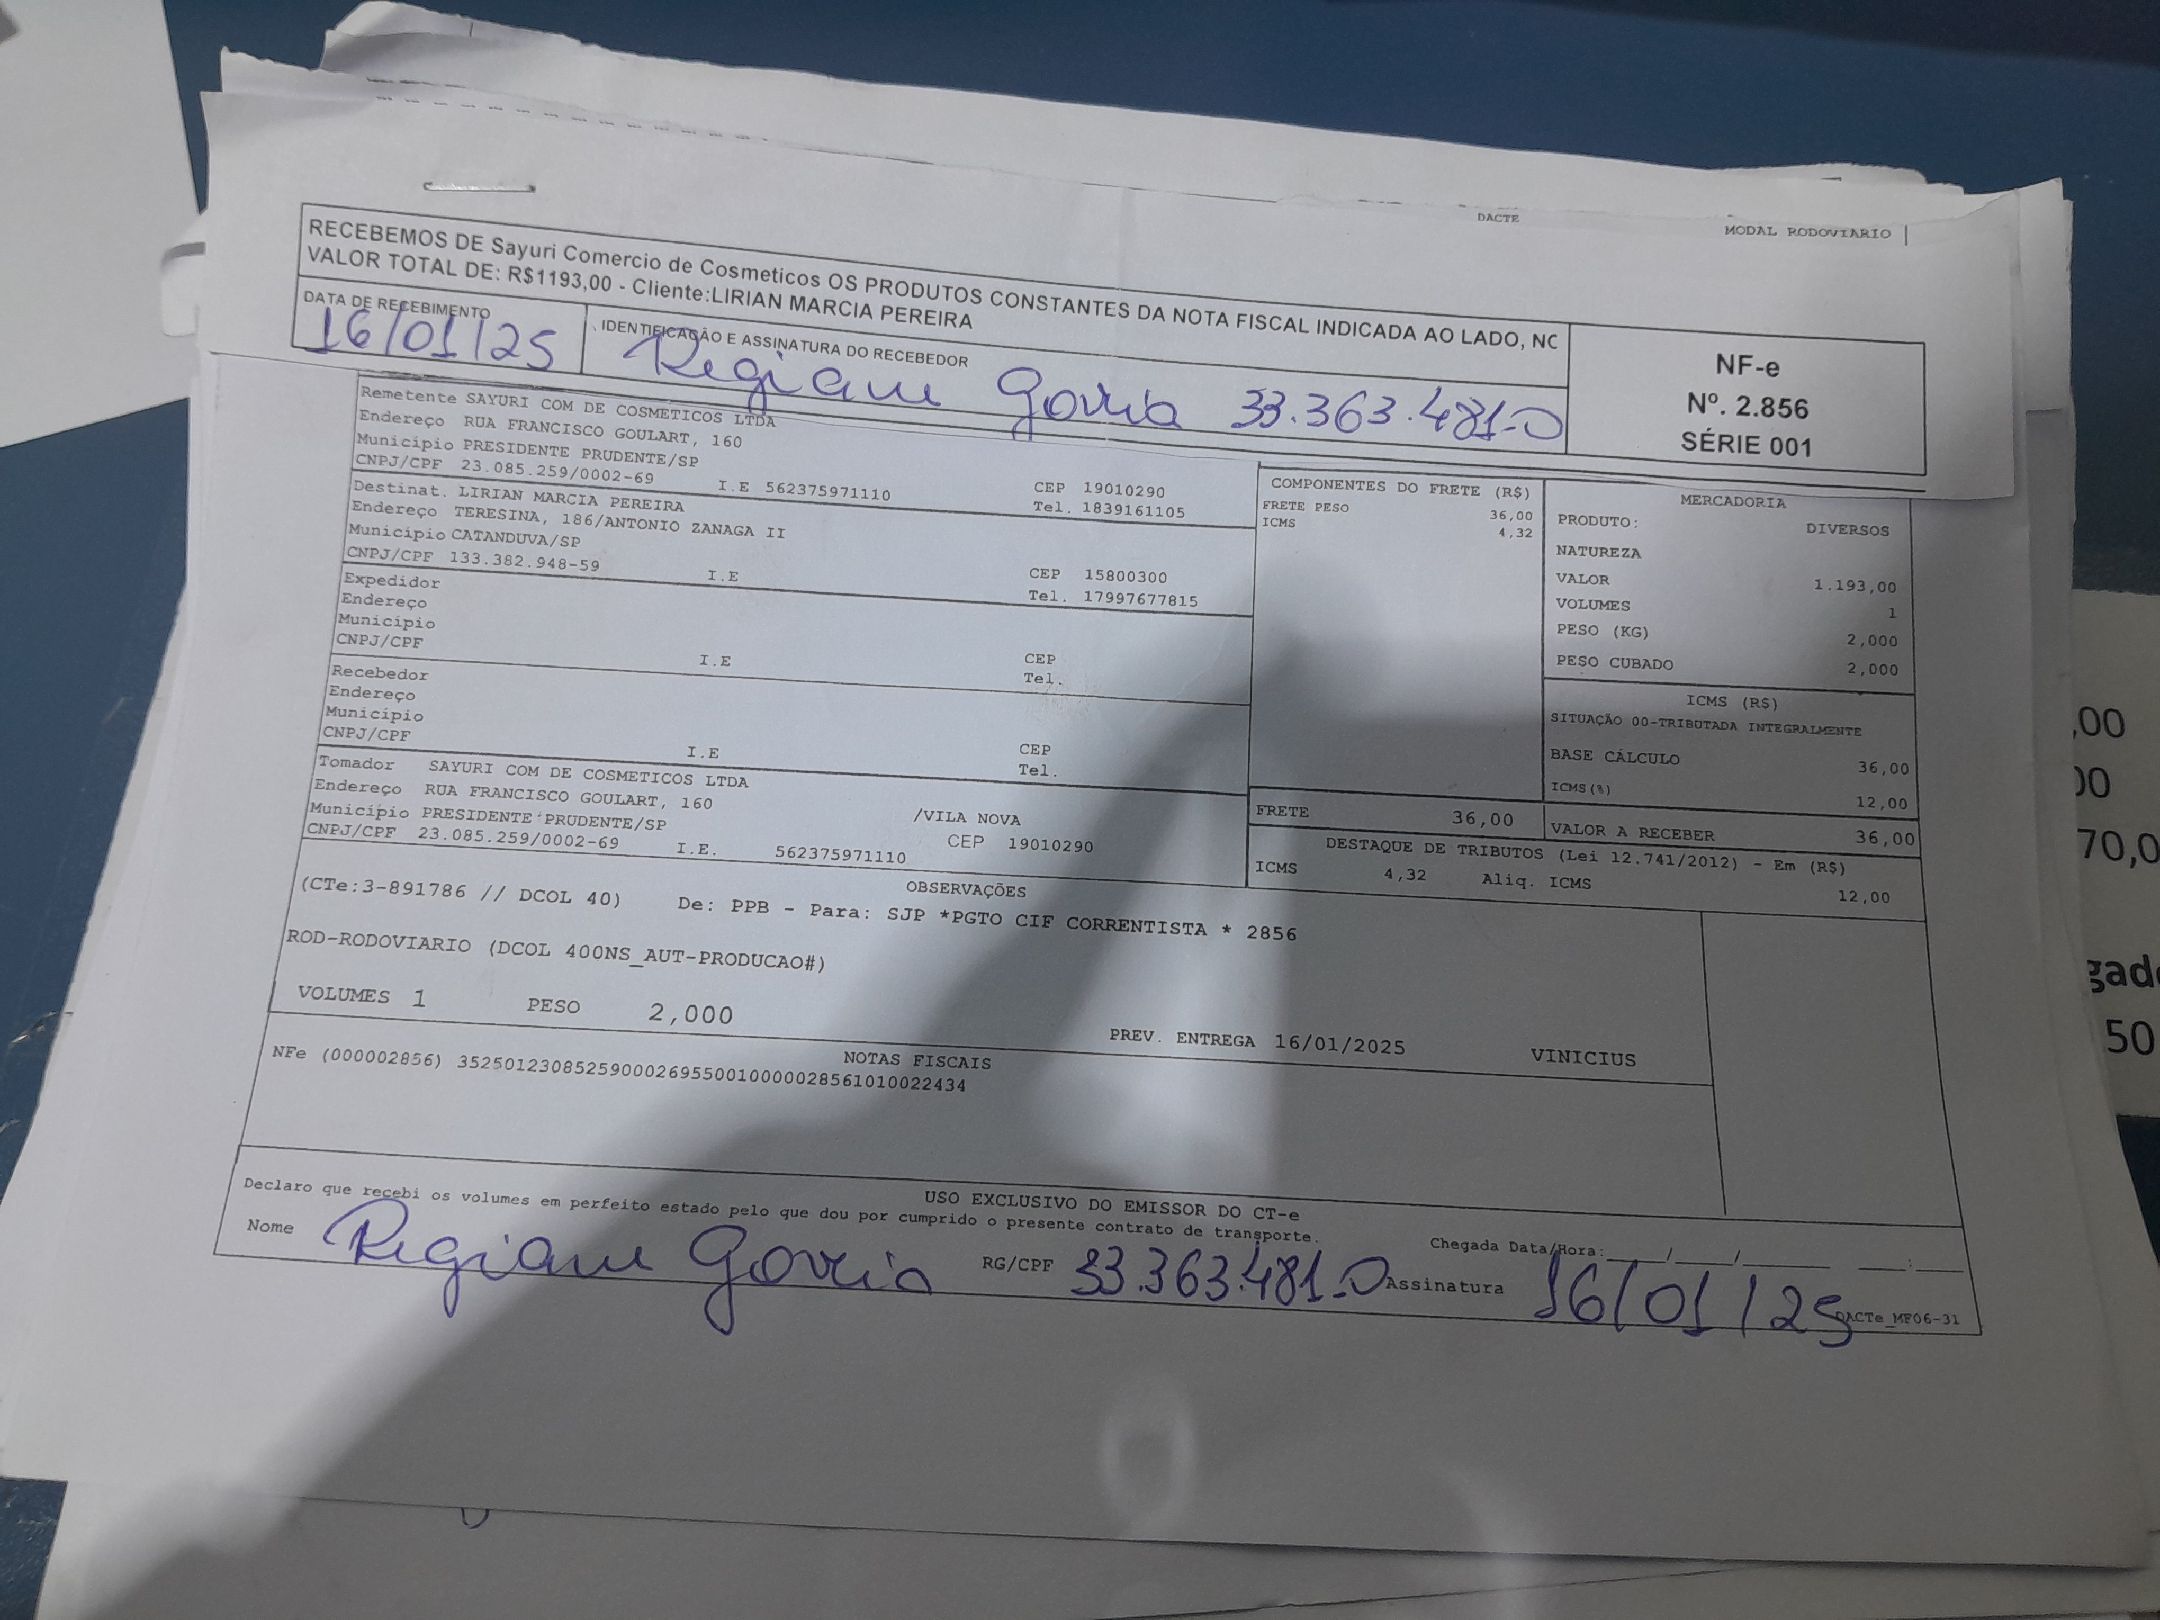 DACTE
MODAL RODOVIARIO
RECEBEMOS DE Sayuri Comercio de Cosmeticos OS PRODUTOS CONSTANTES DA NOTA FISCAL INDICADA AO LADO, NO
VALOR TOTAL DE: R$1193,00 - Cliente:LIRIAN MARCIA PEREIRA
DATA DE RECEBIMENTO
16/01/25
IDENTIFICAÇÃO E ASSINATURA DO RECEBEDOR
33.363.481-0
NF-e
Nº. 2.856
SÉRIE 001
Remetente SAYURI COM DE COSMETICOS LTDA
Endereço RUA FRANCISCO GOULART, 160
Município PRESIDENTE PRUDENTE/SP CEP 19010290
CNPJ/CPF 23.085.259/0002-69 I.E 562375971110 Tel. 1839161105
Destinat. LIRIAN MARCIA PEREIRA
Endereço TERESINA, 186/ANTONIO ZANAGA II
Município CATANDUVA/SP CEP 15800300
CNPJ/CPF 133.382.948-59 I.E Tel. 17997677815
Expedidor
Endereço
Município CEP
CNPJ/CPF I.E Tel.
Recebedor
Endereço
Município CEP
CNPJ/CPF I.E Tel.
Tomador SAYURI COM DE COSMETICOS LTDA
Endereço RUA FRANCISCO GOULART, 160 /VILA NOVA
Município PRESIDENTE PRUDENTE/SP CEP 19010290
CNPJ/CPF 23.085.259/0002-69 I.E. 562375971110
COMPONENTES DO FRETE (R$)
FRETE PESO 36,00
ICMS 4,32
FRETE 36,00
MERCADORIA
PRODUTO: DIVERSOS
NATUREZA
VALOR 1.193,00
VOLUMES 1
PESO (KG) 2,000
PESO CUBADO 2,000
ICMS (R$)
SITUAÇÃO 00-TRIBUTADA INTEGRALMENTE
BASE CÁLCULO 36,00
ICMS(%) 12,00
VALOR A RECEBER 36,00
DESTAQUE DE TRIBUTOS (Lei 12.741/2012) - Em (R$)
ICMS 4,32 Aliq. ICMS 12,00
OBSERVAÇÕES
(CTe:3-891786 // DCOL 40) De: PPB - Para: SJP *PGTO CIF CORRENTISTA * 2856
ROD-RODOVIARIO (DCOL 400NS_AUT-PRODUCAO#)
VOLUMES 1 PESO 2,000 PREV. ENTREGA 16/01/2025 VINICIUS
NOTAS FISCAIS
NFe (000002856) 35250123085259000269550010000028561010022434
USO EXCLUSIVO DO EMISSOR DO CT-e
Declaro que recebi os volumes em perfeito estado pelo que dou por cumprido o presente contrato de transporte.
Chegada Data/Hora:____/____/______ ____:____
Nome RG/CPF 33.363.481-0 Assinatura 16/01/25
DACTe_MF06-31
,00
00
70,0
gad
50